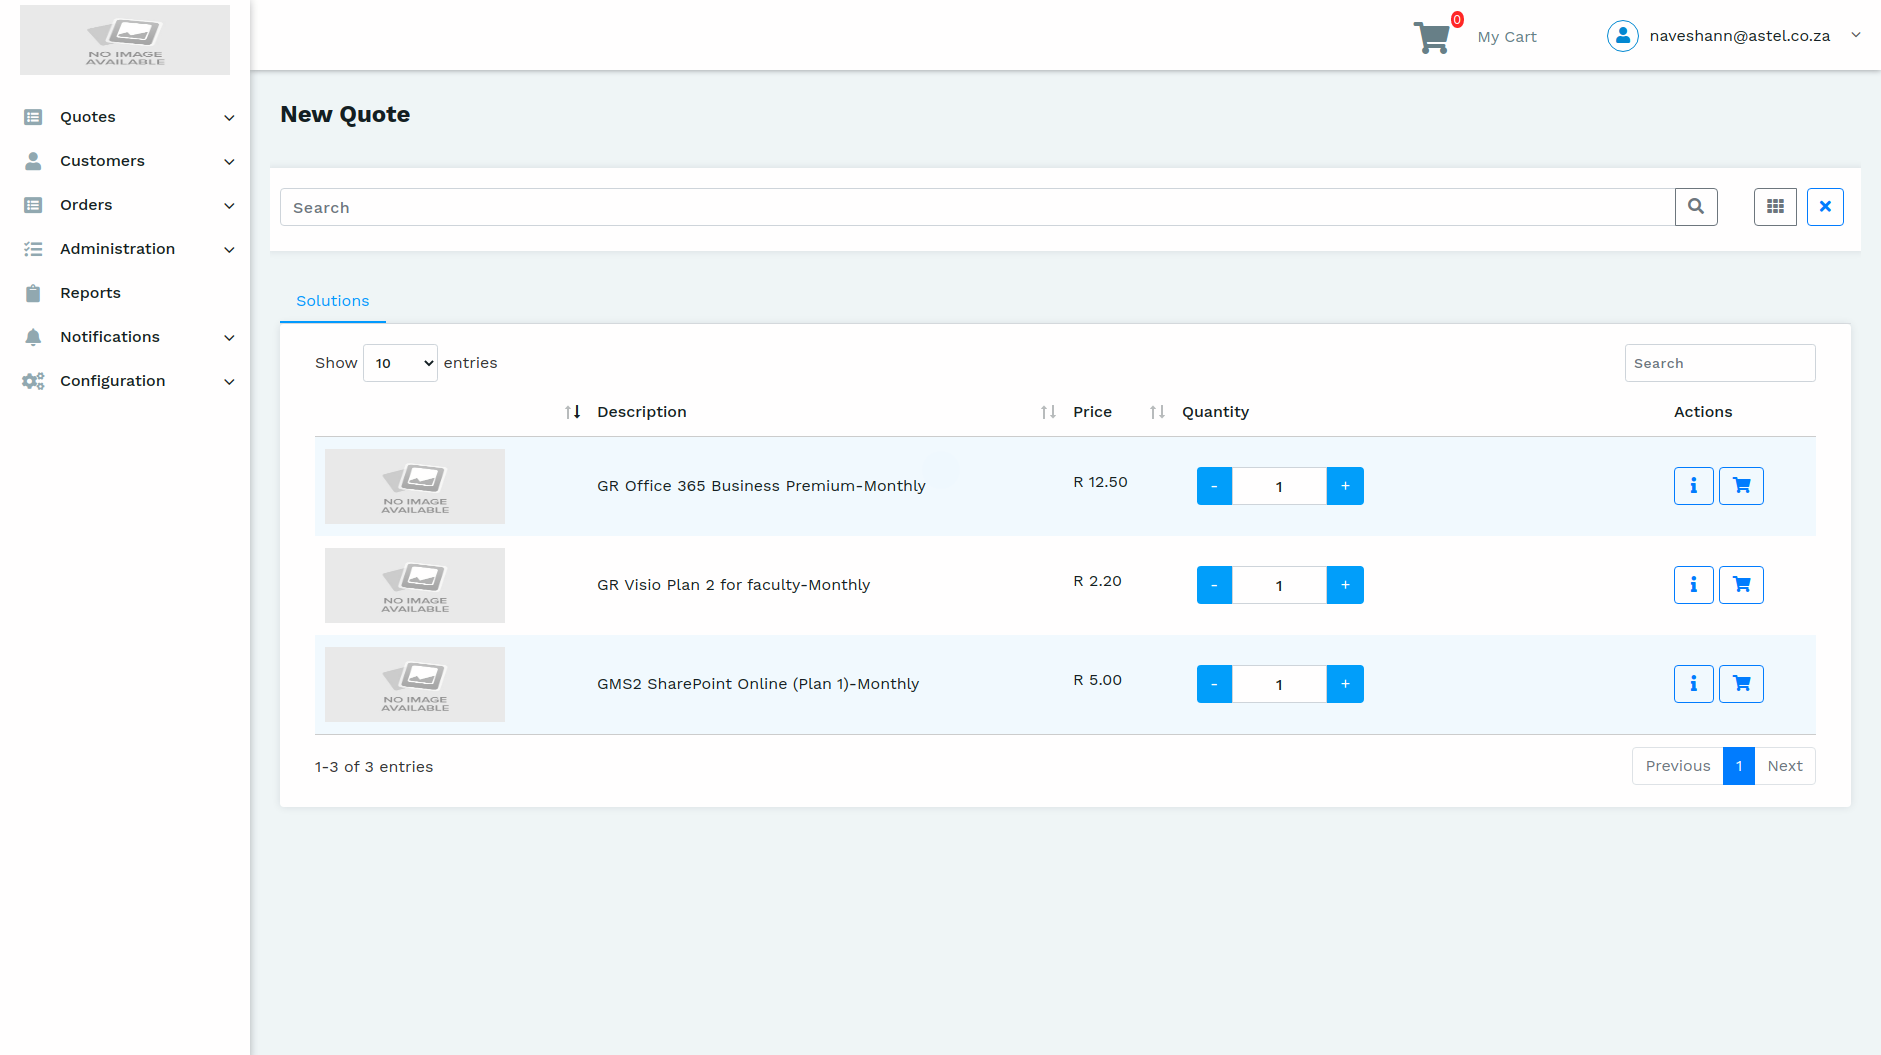 NO IMAGE
AVAILABLE
0
My Cart
naveshann@astel.co.za
Quotes
Customers
Orders
Administration
Reports
Notifications
Configuration
New Quote
Search
Solutions
Show 10 entries
Search
Description Price Quantity Actions
NO IMAGE
AVAILABLE
GR Office 365 Business Premium-Monthly R 12.50 - 1 +
NO IMAGE
AVAILABLE
GR Visio Plan 2 for faculty-Monthly R 2.20 - 1 +
NO IMAGE
AVAILABLE
GMS2 SharePoint Online (Plan 1)-Monthly R 5.00 - 1 +
1-3 of 3 entries
Previous 1 Next